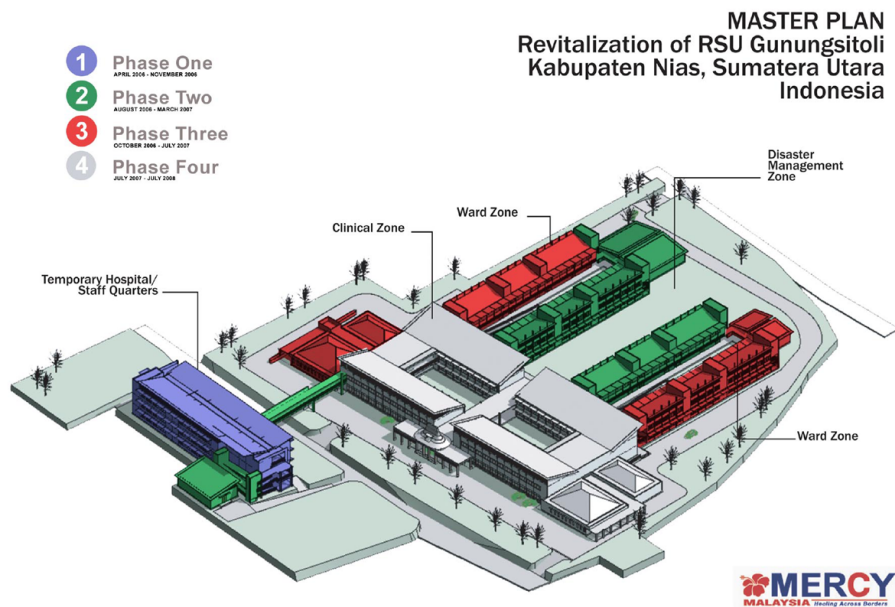 MASTER PLAN
Revitalization of RSU Gunungsitoli
Kabupaten Nias, Sumatera Utara
Indonesia
1 Phase One
APRIL 2006 - NOVEMBER 2006
2 Phase Two
AUGUST 2006 - MARCH 2007
3 Phase Three
OCTOBER 2006 - JULY 2007
4 Phase Four
JULY 2007 - JULY 2008
Disaster
Management
Zone
Ward Zone
Clinical Zone
Temporary Hospital/
Staff Quarters
Ward Zone
MERCY
MALAYSIA Healing Across Borders